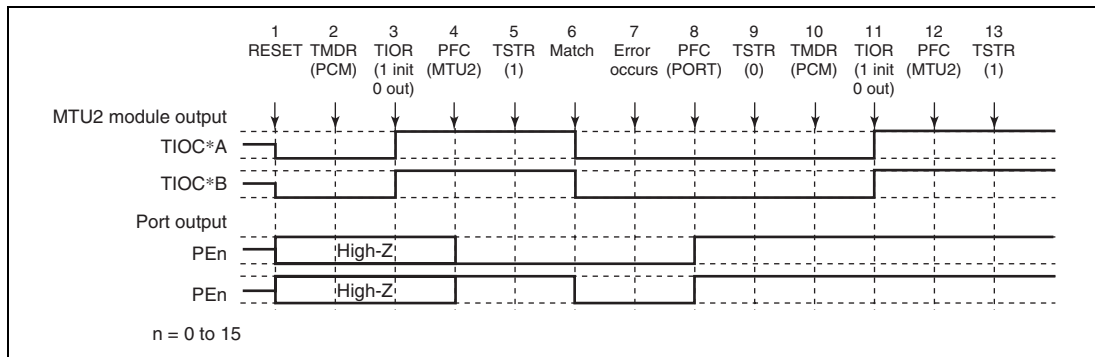 1 2 3 4 5 6 7 8 9 10 11 12 13
RESET TMDR TIOR PFC TSTR Match Error PFC TSTR TMDR TIOR PFC TSTR
(PCM) (1 init (MTU2) (1) occurs (PORT) (0) (PCM) (1 init (MTU2) (1)
0 out) 0 out)
MTU2 module output
TIOC*A
TIOC*B
Port output
PEn High-Z
PEn High-Z
n = 0 to 15